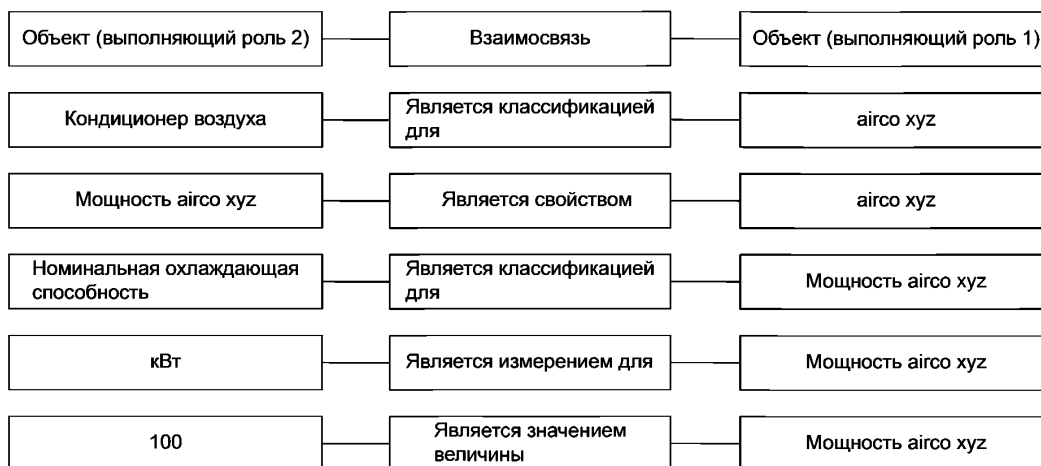 Объект (выполняющий роль 2)
Взаимосвязь
Объект (выполняющий роль 1)
Кондиционер воздуха
Является классификацией
для
airco xyz
Мощность airco xyz
Является свойством
airco xyz
Номинальная охлаждающая
способность
Является классификацией
для
Мощность airco xyz
кВт
Является измерением для
Мощность airco xyz
100
Является значением
величины
Мощность airco xyz